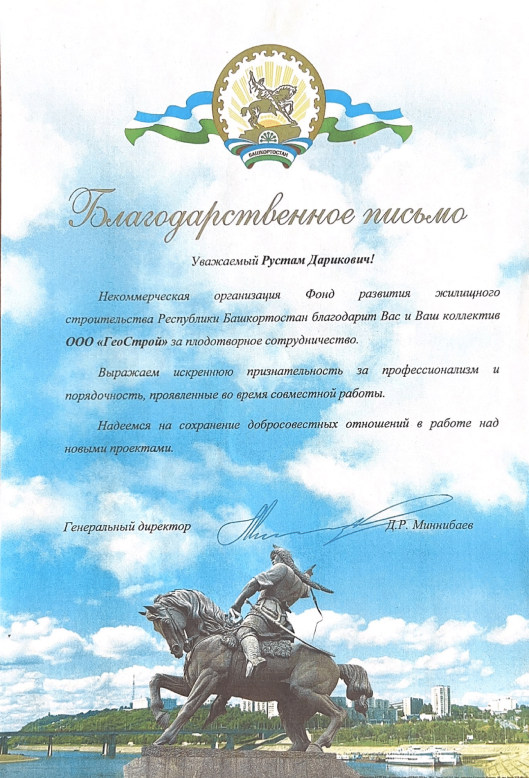 БАШКОРТОСТАН
Благодарственное письмо
Уважаемый Рустам Дарикович!
Некоммерческая организация Фонд развития жилищного
строительства Республики Башкортостан благодарит Вас и Ваш коллектив
ООО «ГеоСтрой» за плодотворное сотрудничество.
Выражаем искреннюю признательность за профессионализм и
порядочность, проявленные во время совместной работы.
Надеемся на сохранение добросовестных отношений в работе над
новыми проектами.
Генеральный директор Д.Р. Миннибаев